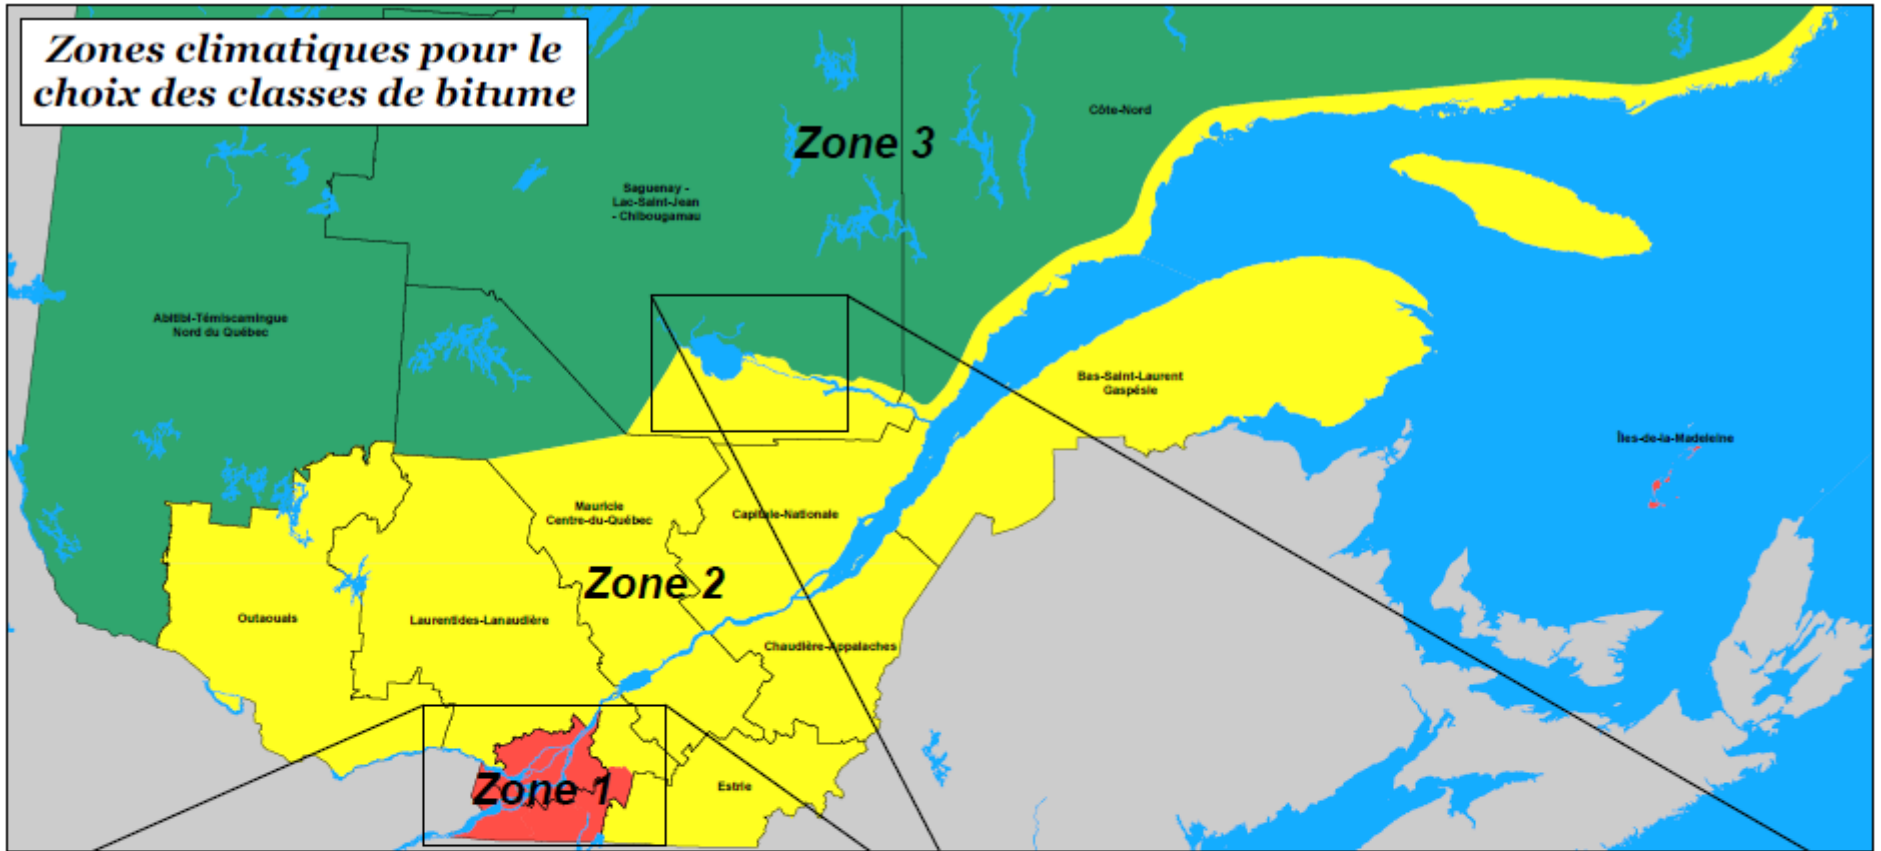 Zones climatiques pour le
choix des classes de bitume
Côte-Nord
Zone 3
Saguenay -
Lac-Saint-Jean
- Chibougamau
Abitibi-Témiscamingue
Nord du Québec
Bas-Saint-Laurent
Gaspésie
Îles-de-la-Madeleine
Mauricie
Centre-du-Québec
Capitale-Nationale
Zone 2
Outaouais
Laurentides-Lanaudière
Chaudière-Appalaches
Zone 1
Estrie